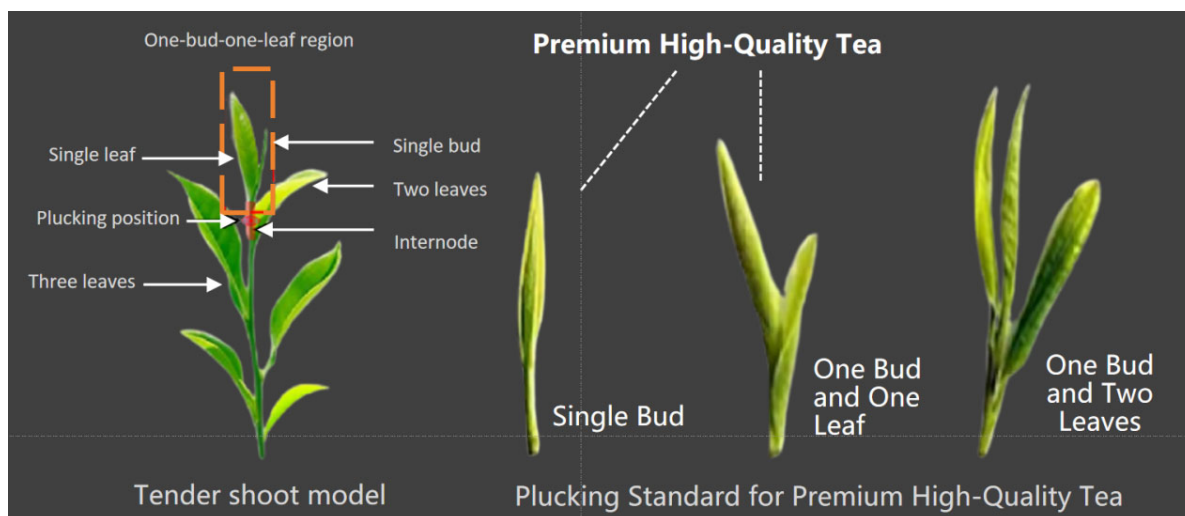 One-bud-one-leaf region
Single leaf
Plucking position
Three leaves
Single bud
Two leaves
Internode
Tender shoot model
Premium High-Quality Tea
Single Bud
One Bud
and One
Leaf
One Bud
and Two
Leaves
Plucking Standard for Premium High-Quality Tea